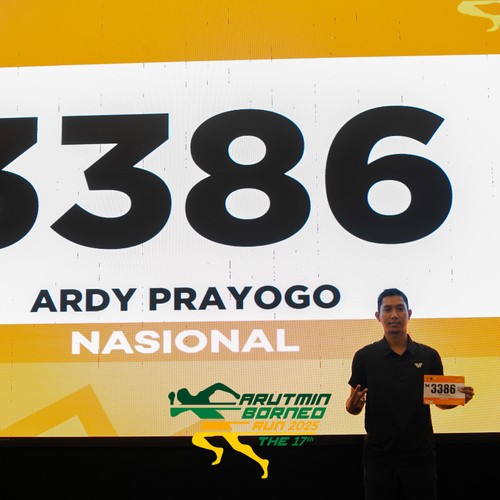 3386
ARDY PRAYOGO
NASIONAL
ARUTMIN
BORNEO
RUN 2025
THE 17th
3386